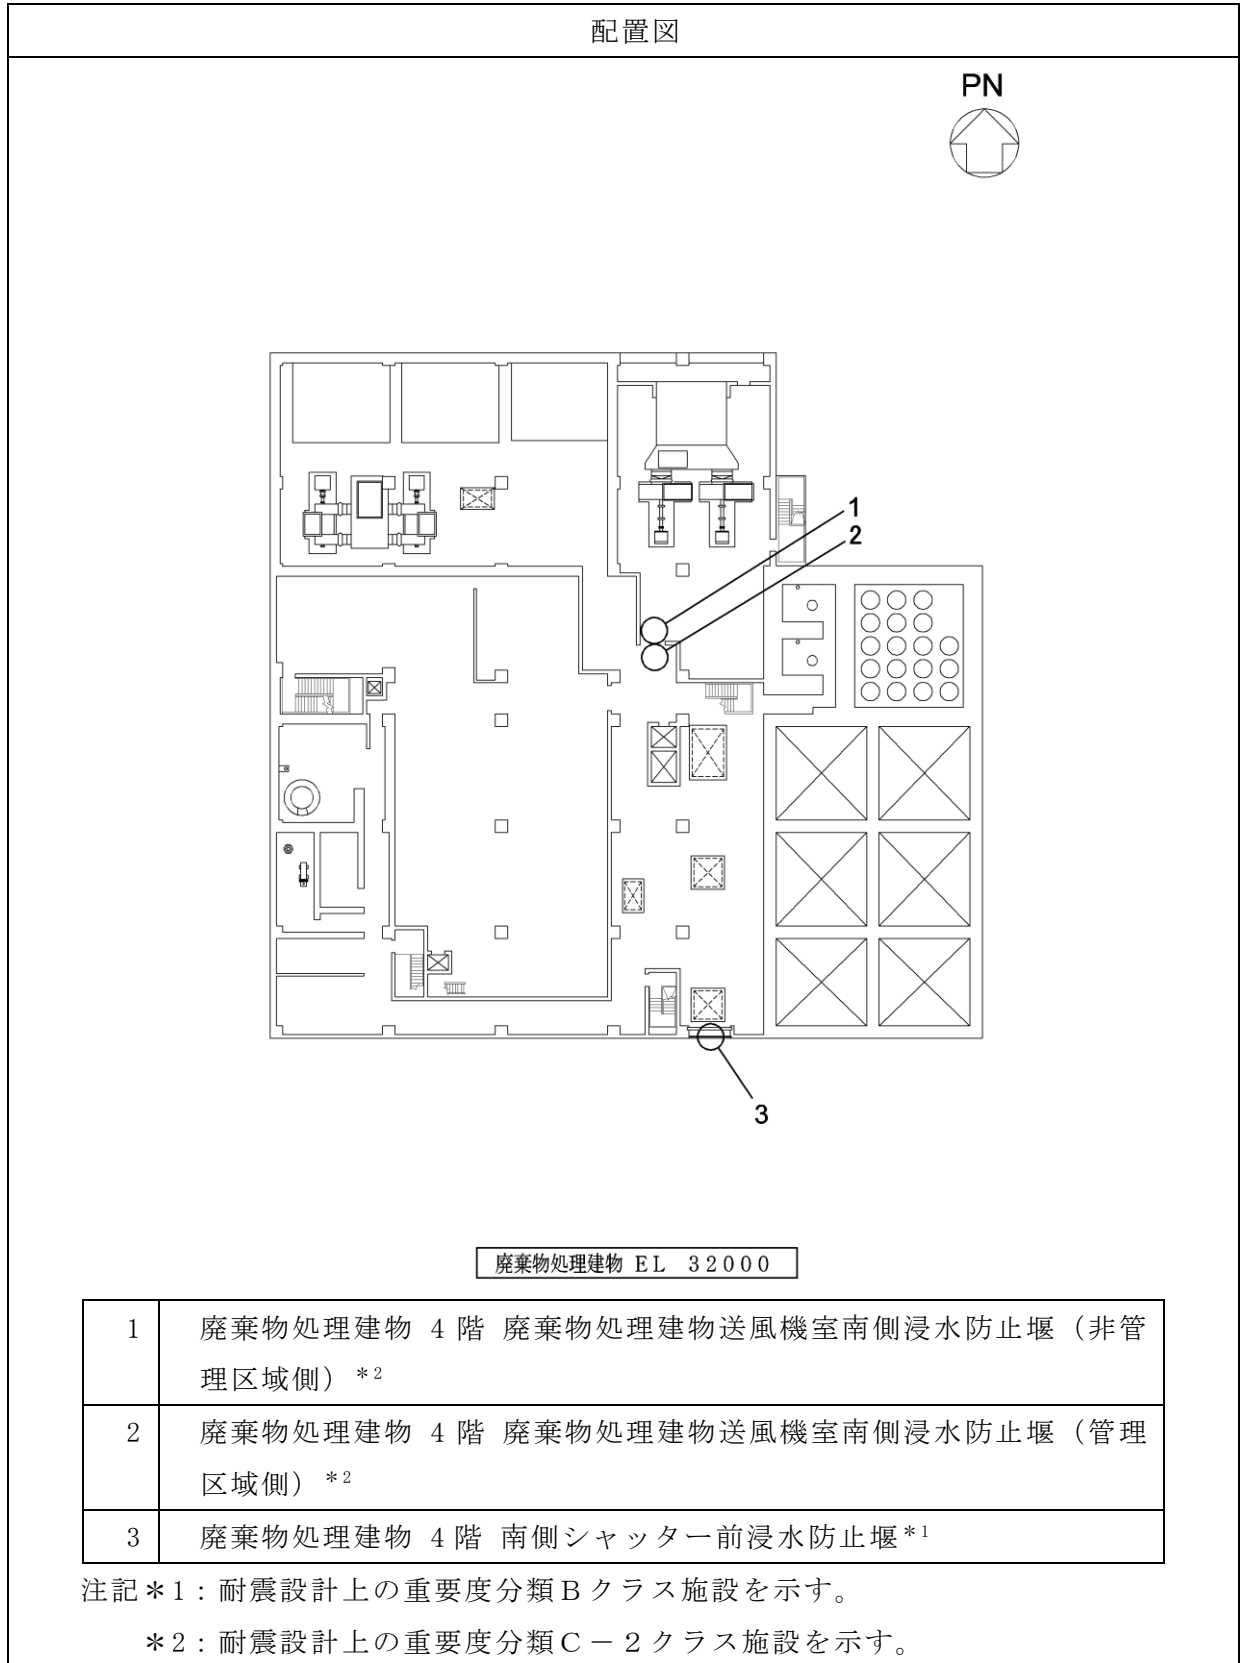 配置図
PN
1
2
3
廃棄物処理建物 EL 32000
1 廃棄物処理建物 4階 廃棄物処理建物送風機室南側浸水防止堰(非管
理区域側)*2
2 廃棄物処理建物 4階 廃棄物処理建物送風機室南側浸水防止堰(管理
区域側)*2
3 廃棄物処理建物 4階 南側シャッター前浸水防止堰*1
注記*1:耐震設計上の重要度分類Bクラス施設を示す。
*2:耐震設計上の重要度分類C-2クラス施設を示す。